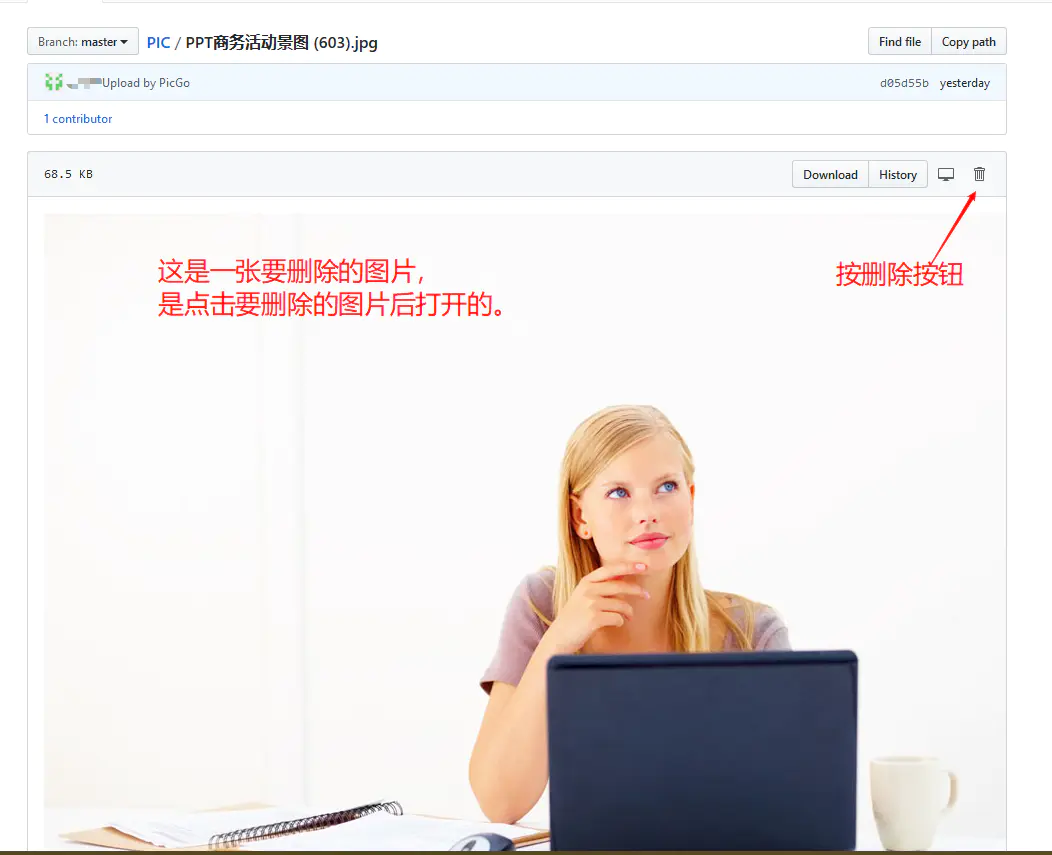 Branch: master
PIC / PPT商务活动景图 (603).jpg
Find file
Copy path
Upload by PicGo
d05d55b
yesterday
1 contributor
68.5 KB
Download
History
这是一张要删除的图片，
是点击要删除的图片后打开的。
按删除按钮